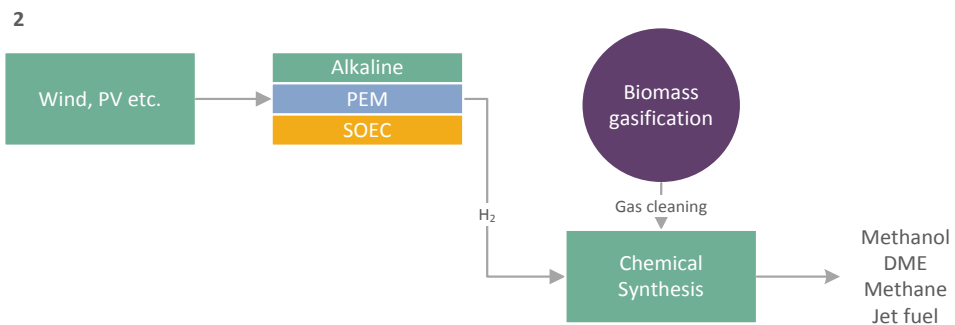 2
Wind, PV etc.
Alkaline
PEM
SOEC
H₂
Biomass
gasification
Gas cleaning
Chemical
Synthesis
Methanol
DME
Methane
Jet fuel